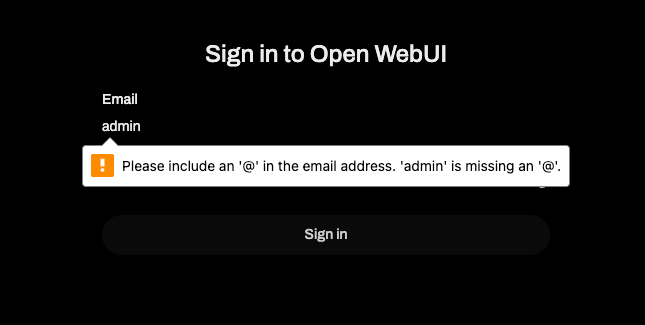 Sign in to Open WebUI
Email
admin
Please include an '@' in the email address. 'admin' is missing an '@'.
Sign in